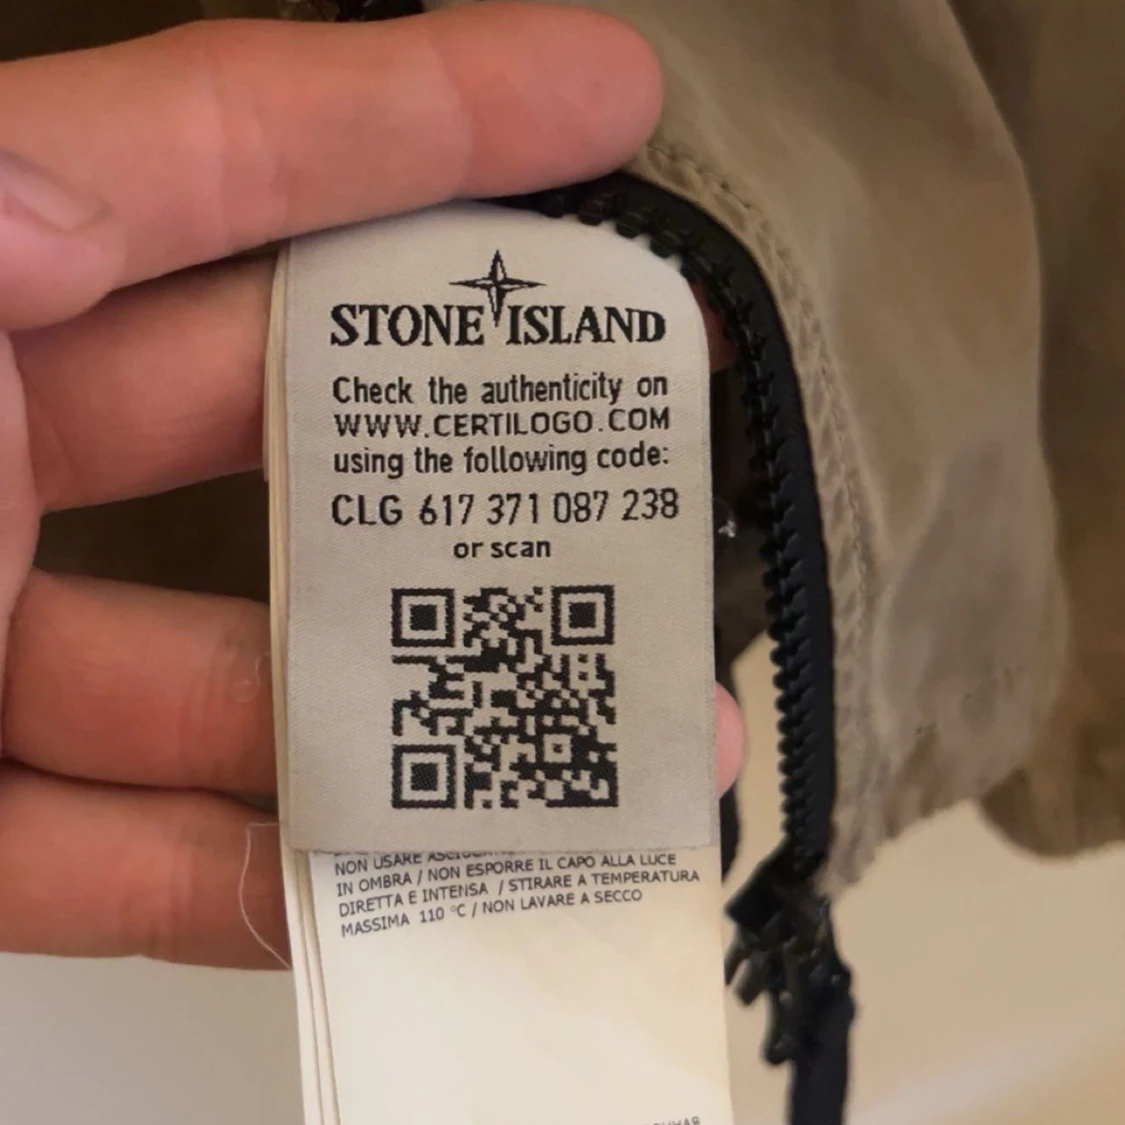 STONE ISLAND
Check the authenticity on
WWW.CERTILOGO.COM
using the following code:
CLG 617 371 087 238
or scan
NON USARE
IN OMBRA / NON ESPORRE IL CAPO ALLA LUCE
DIRETTA E INTENSA / STIRARE A TEMPERATURA
MASSIMA 110 °C / NON LAVARE A SECCO